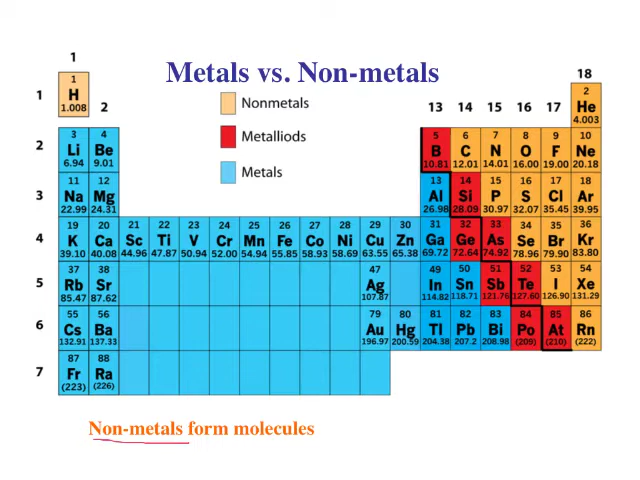 1
Metals vs. Non-metals
18
1
1
H
1.008
2
Nonmetals
13 14 15 16 17
2
He
4.003
Metalliods
2
3 4 5 6 7 8 9 10
Li Be B C N O F Ne
6.94 9.01 10.81 12.01 14.01 16.00 19.00 20.18
Metals
3
11 12 13 14 15 16 17 18
Na Mg Al Si P S Cl Ar
22.99 24.31 26.98 28.09 30.97 32.07 35.45 39.95
4
19 20 21 22 23 24 25 26 27 28 29 30 31 32 33 34 35 36
K Ca Sc Ti V Cr Mn Fe Co Ni Cu Zn Ga Ge As Se Br Kr
39.10 40.08 44.96 47.87 50.94 52.00 54.94 55.85 58.93 58.69 63.55 65.38 69.72 72.64 74.92 78.96 79.90 83.80
5
37 38 47 49 50 51 52 53 54
Rb Sr Ag In Sn Sb Te I Xe
85.47 87.62 107.87 114.82 118.71 121.76 127.60 126.90 131.29
6
55 56 79 80 81 82 83 84 85 86
Cs Ba Au Hg Tl Pb Bi Po At Rn
132.91 137.33 196.97 200.59 204.38 207.2 208.98 (209) (210) (222)
7
87 88
Fr Ra
(223) (226)
Non-metals form molecules